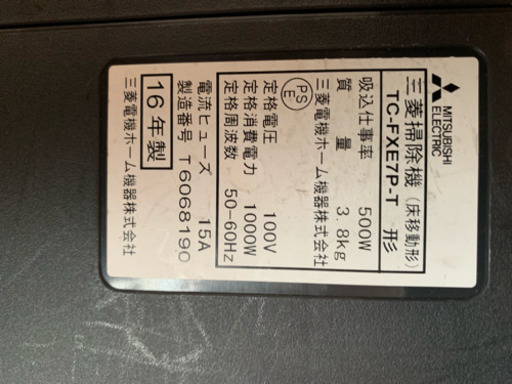 MITSUBISHI
ELECTRIC
三菱掃除機(床移動形)
TC-FXE7P-T 形
吸込仕事率 500W
質量 3.8kg
三菱電機ホーム機器株式会社
PS
E
定格電圧 100V
定格消費電力 1000W
定格周波数 50-60Hz
電流ヒューズ 15A
製造番号 T6068190
16年製
三菱電機ホーム機器株式会社